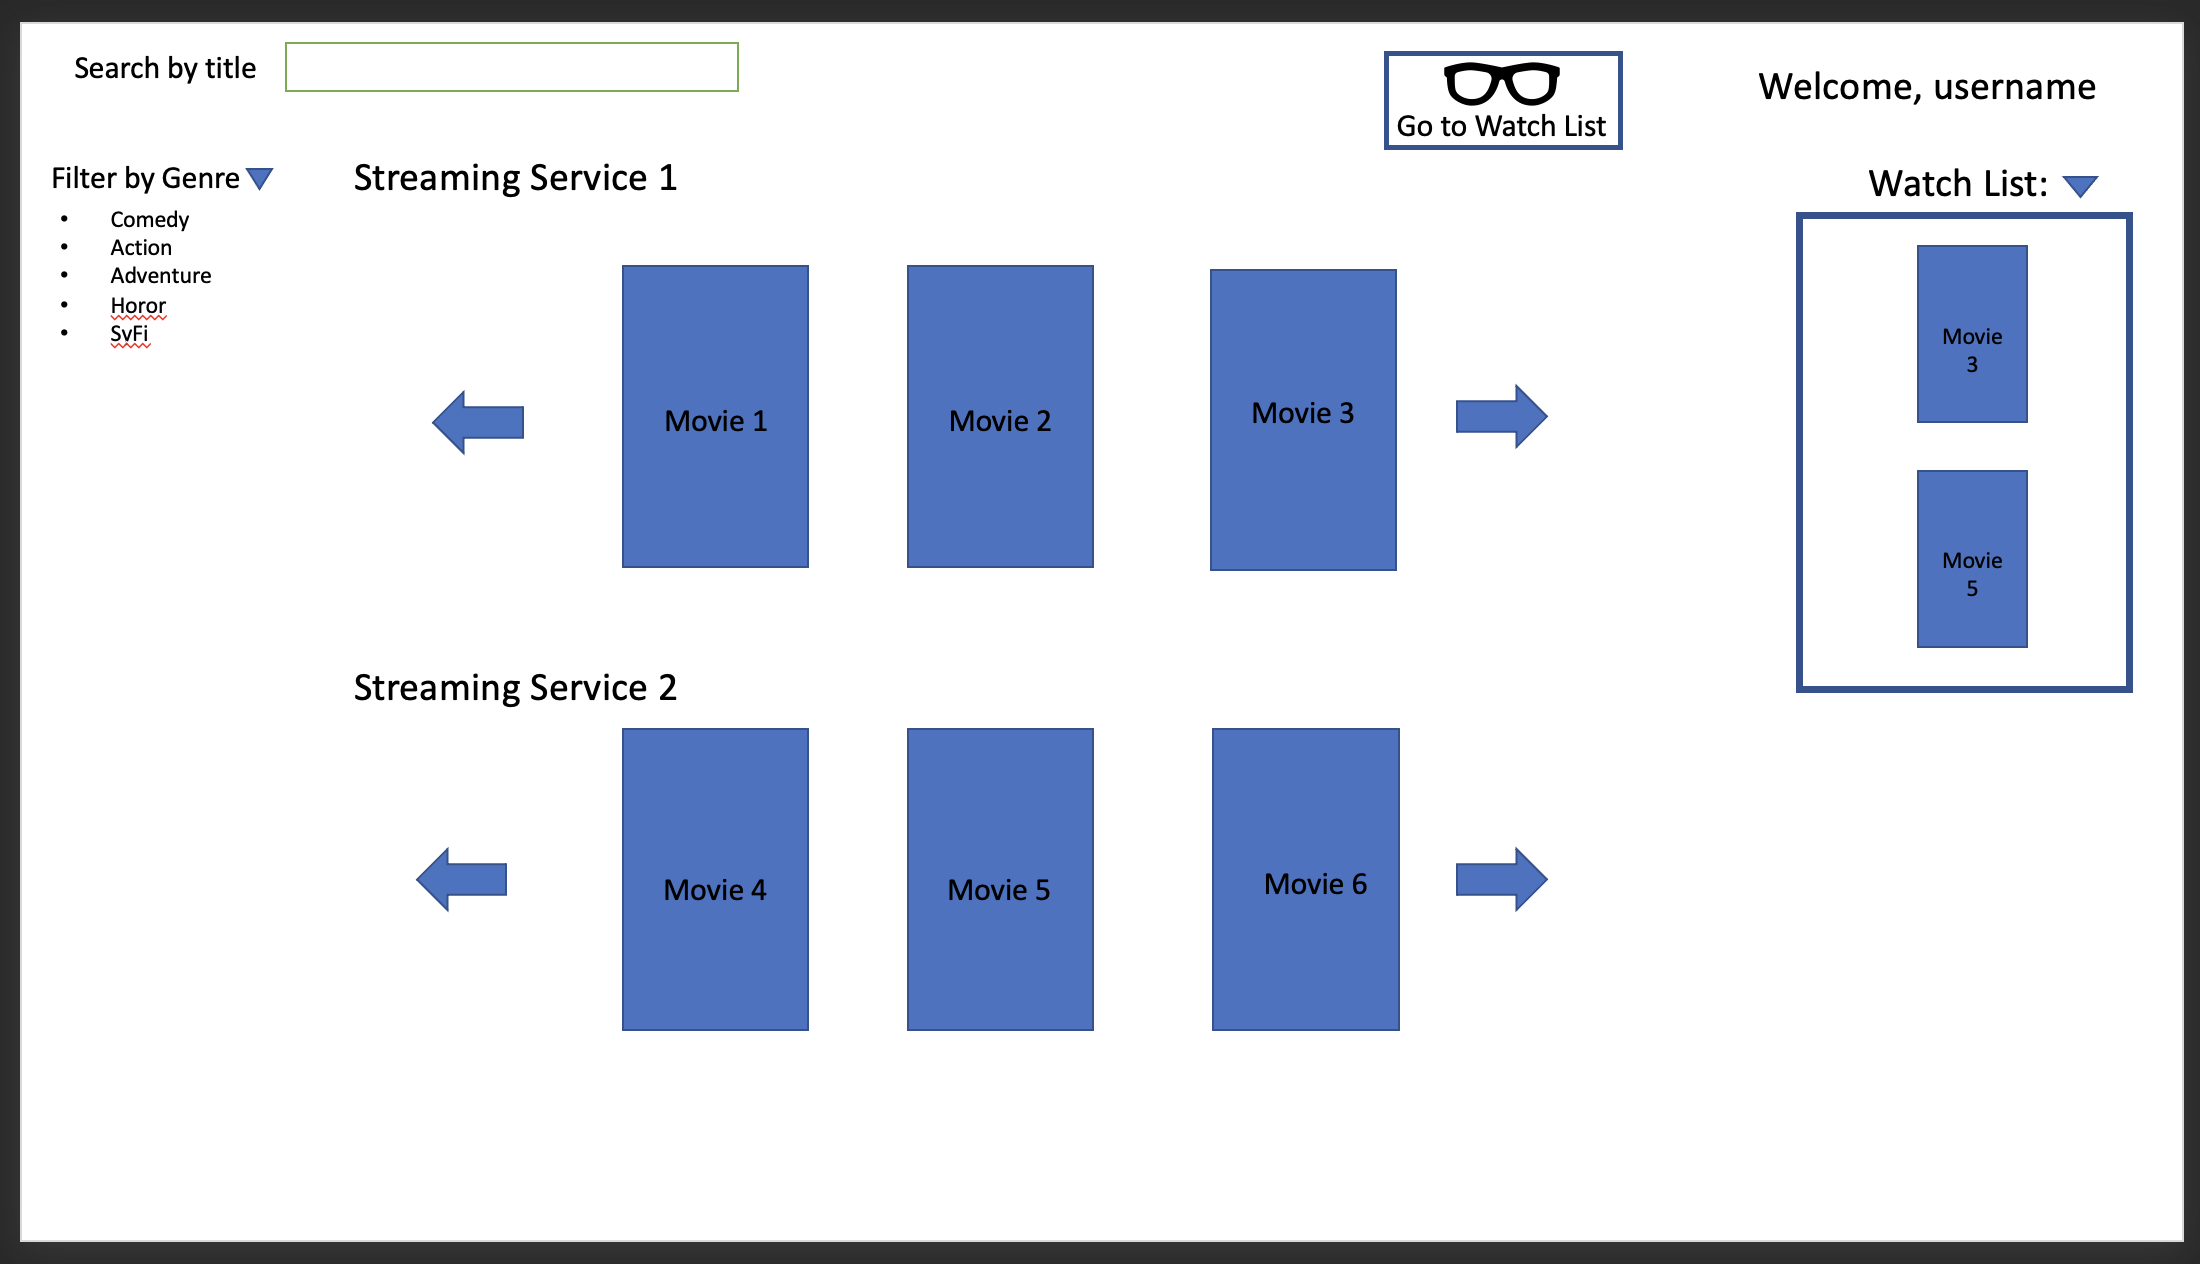 Search by title
Go to Watch List
Welcome, username
Filter by Genre
• Comedy
• Action
• Adventure
• Horor
• SvFi
Streaming Service 1
Movie 1
Movie 2
Movie 3
Watch List:
Movie
3
Movie
5
Streaming Service 2
Movie 4
Movie 5
Movie 6